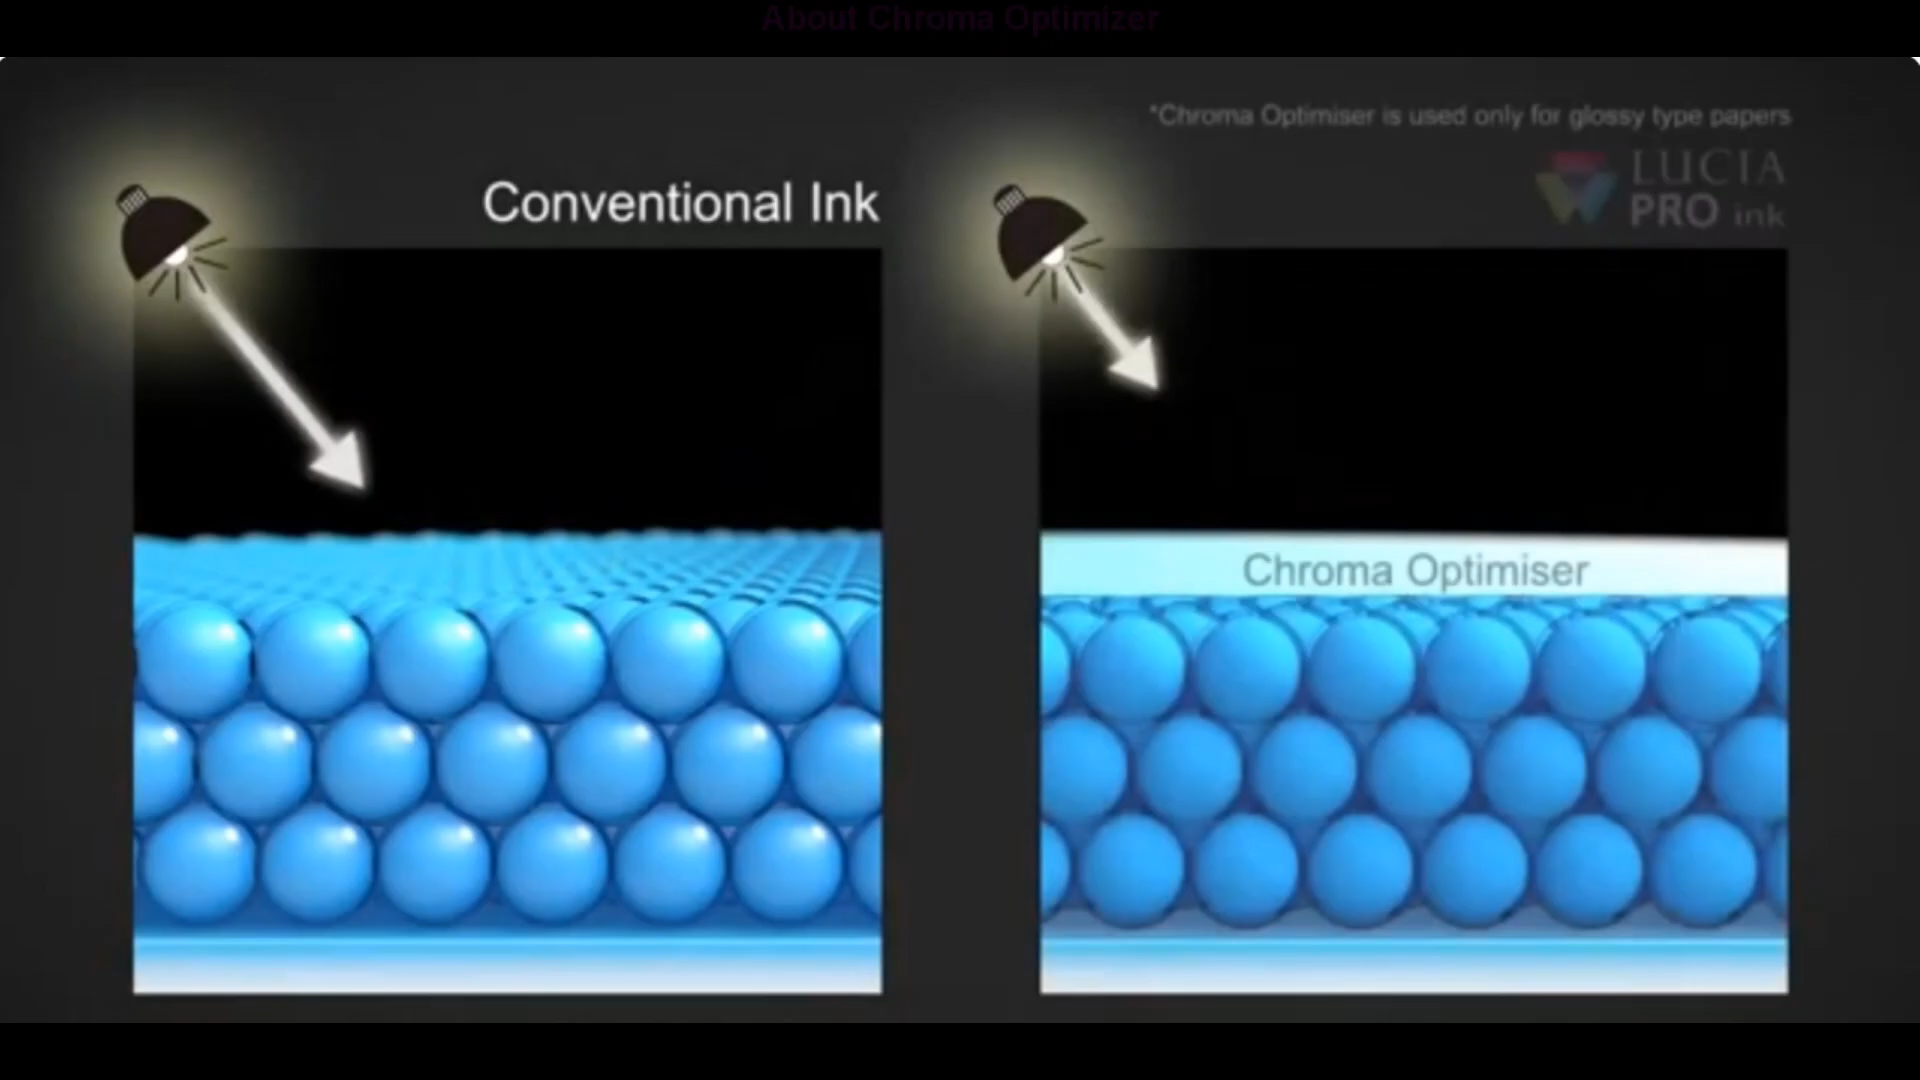 About Chroma Optimizer
*Chroma Optimiser is used only for glossy type papers
Conventional Ink
LUCIA
PRO ink
Chroma Optimiser